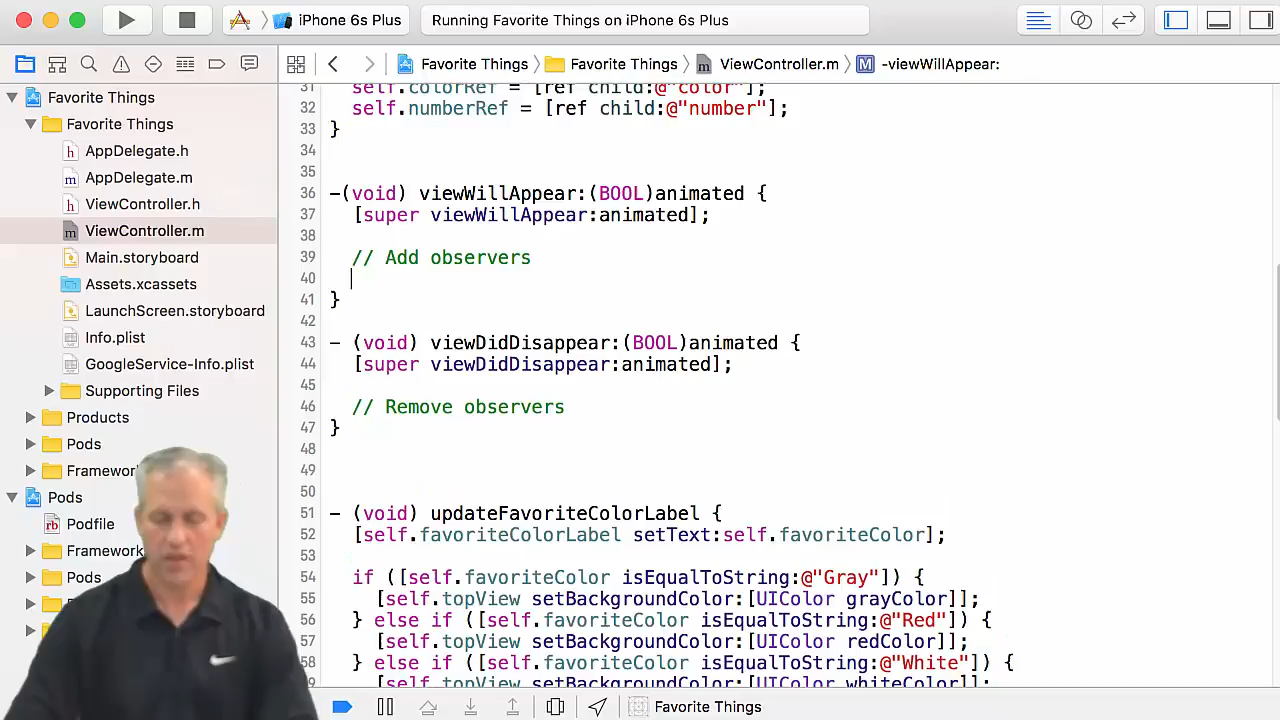 iPhone 6s Plus
Running Favorite Things on iPhone 6s Plus
Favorite Things
Favorite Things
ViewController.m
M
-viewWillAppear:
Favorite Things
Favorite Things
h AppDelegate.h
m AppDelegate.m
h ViewController.h
m ViewController.m
Main.storyboard
Assets.xcassets
LaunchScreen.storyboard
Info.plist
GoogleService-Info.plist
Supporting Files
Products
Pods
Framework
Pods
rb Podfile
Framework
Pods
31 self.colorRef = [ref child:@"color"];
32 self.numberRef = [ref child:@"number"];
33 }
34
35
36 -(void) viewWillAppear:(BOOL)animated {
37 [super viewWillAppear:animated];
38
39 // Add observers
40
41 }
42
43 - (void) viewDidDisappear:(BOOL)animated {
44 [super viewDidDisappear:animated];
45
46 // Remove observers
47 }
48
49
50
51 - (void) updateFavoriteColorLabel {
52 [self.favoriteColorLabel setText:self.favoriteColor];
53
54 if ([self.favoriteColor isEqualToString:@"Gray"]) {
55 [self.topView setBackgroundColor:[UIColor grayColor]];
56 } else if ([self.favoriteColor isEqualToString:@"Red"]) {
57 [self.topView setBackgroundColor:[UIColor redColor]];
58 } else if ([self.favoriteColor isEqualToString:@"White"]) {
[self.topView setBackgroundColor:[UIColor whiteColor]];
Favorite Things